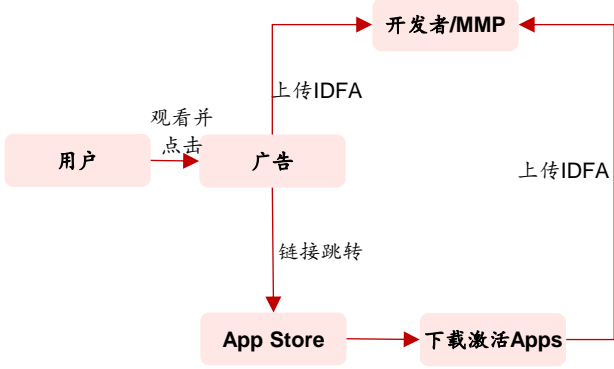 开发者/MMP
上传IDFA
观看并
点击
用户
广告
上传IDFA
链接跳转
App Store
下载激活Apps